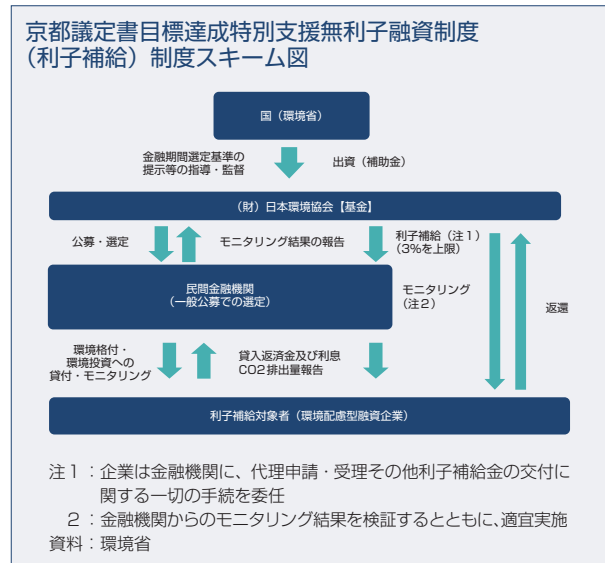 京都議定書目標達成特別支援無利子融資制度
（利子補給）制度スキーム図
国（環境省）
金融期間選定基準の
提示等の指導・監督
出資（補助金）
（財）日本環境協会【基金】
公募・選定
モニタリング結果の報告
利子補給（注１）
（3％を上限）
民間金融機関
（一般公募での選定）
モニタリング
（注２）
返還
環境格付・
環境投資への
貸付・モニタリング
貸入返済金及び利息
CO2排出量報告
利子補給対象者（環境配慮型融資企業）
注１：企業は金融機関に、代理申請・受理その他利子補給金の交付に
関する一切の手続を委任
２：金融機関からのモニタリング結果を検証するとともに、適宜実施
資料：環境省